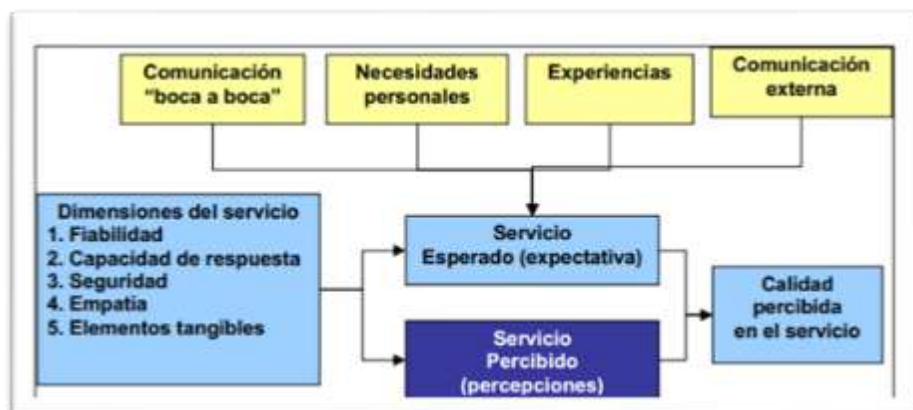 Comunicación
“boca a boca”
Necesidades
personales
Experiencias
Comunicación
externa
Dimensiones del servicio
1. Fiabilidad
2. Capacidad de respuesta
3. Seguridad
4. Empatia
5. Elementos tangibles
Servicio
Esperado (expectativa)
Servicio
Percibido
(percepciones)
Calidad
percibida
en el servicio